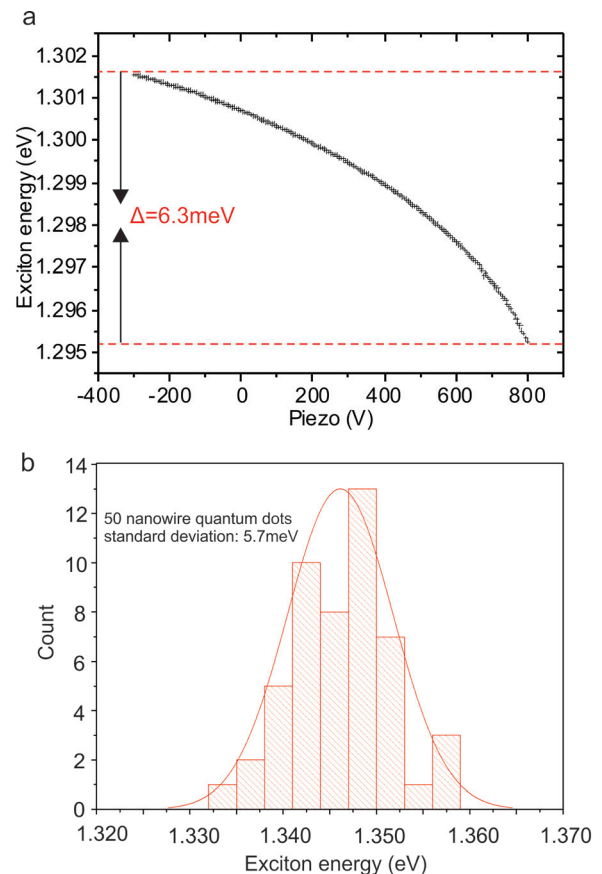 a
1.302
1.301
1.300
1.299
1.298
1.297
1.296
1.295
Exciton energy (eV)
Δ=6.3meV
-400 -200 0 200 400 600 800
Piezo (V)
b
14
12
10
8
6
4
2
0
Count
50 nanowire quantum dots
standard deviation: 5.7meV
1.320 1.330 1.340 1.350 1.360 1.370
Exciton energy (eV)